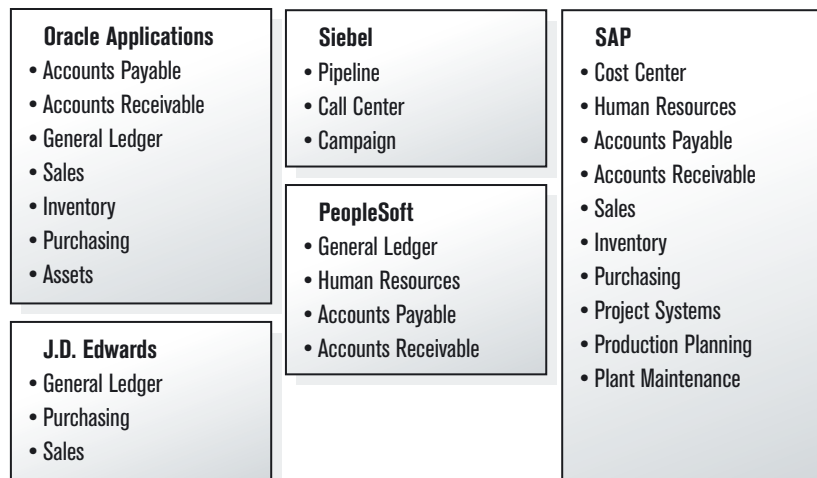 Oracle Applications
• Accounts Payable
• Accounts Receivable
• General Ledger
• Sales
• Inventory
• Purchasing
• Assets
J.D. Edwards
• General Ledger
• Purchasing
• Sales
Siebel
• Pipeline
• Call Center
• Campaign
PeopleSoft
• General Ledger
• Human Resources
• Accounts Payable
• Accounts Receivable
SAP
• Cost Center
• Human Resources
• Accounts Payable
• Accounts Receivable
• Sales
• Inventory
• Purchasing
• Project Systems
• Production Planning
• Plant Maintenance